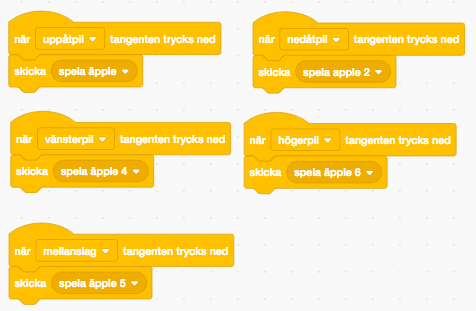 när uppåtpil tangenten trycks ned
skicka spela äpple
när nedåtpil tangenten trycks ned
skicka spela apple 2
när vänsterpil tangenten trycks ned
skicka spela äpple 4
när högerpil tangenten trycks ned
skicka spela äpple 6
när mellanslag tangenten trycks ned
skicka spela äpple 5